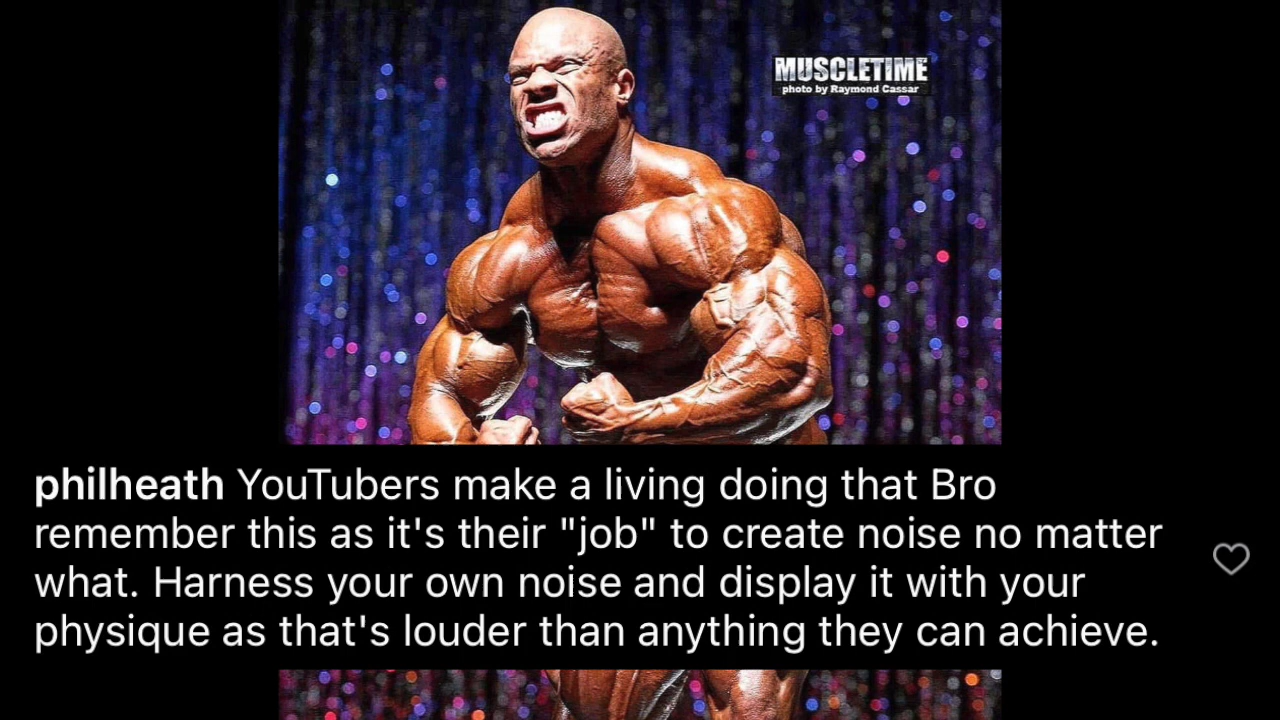 MUSCLETIME
photo by Raymond Cassar
philheath YouTubers make a living doing that Bro
remember this as it's their "job" to create noise no matter
what. Harness your own noise and display it with your
physique as that's louder than anything they can achieve.